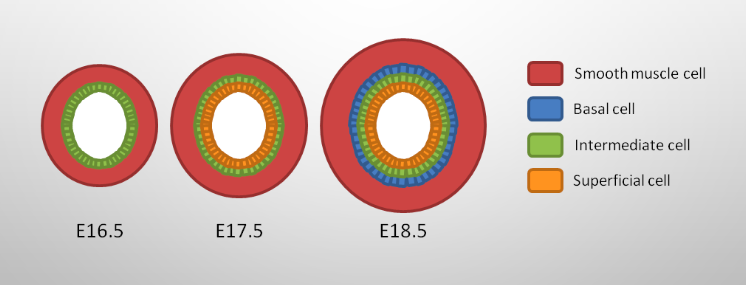 Smooth muscle cell
Basal cell
Intermediate cell
Superficial cell
E16.5
E17.5
E18.5